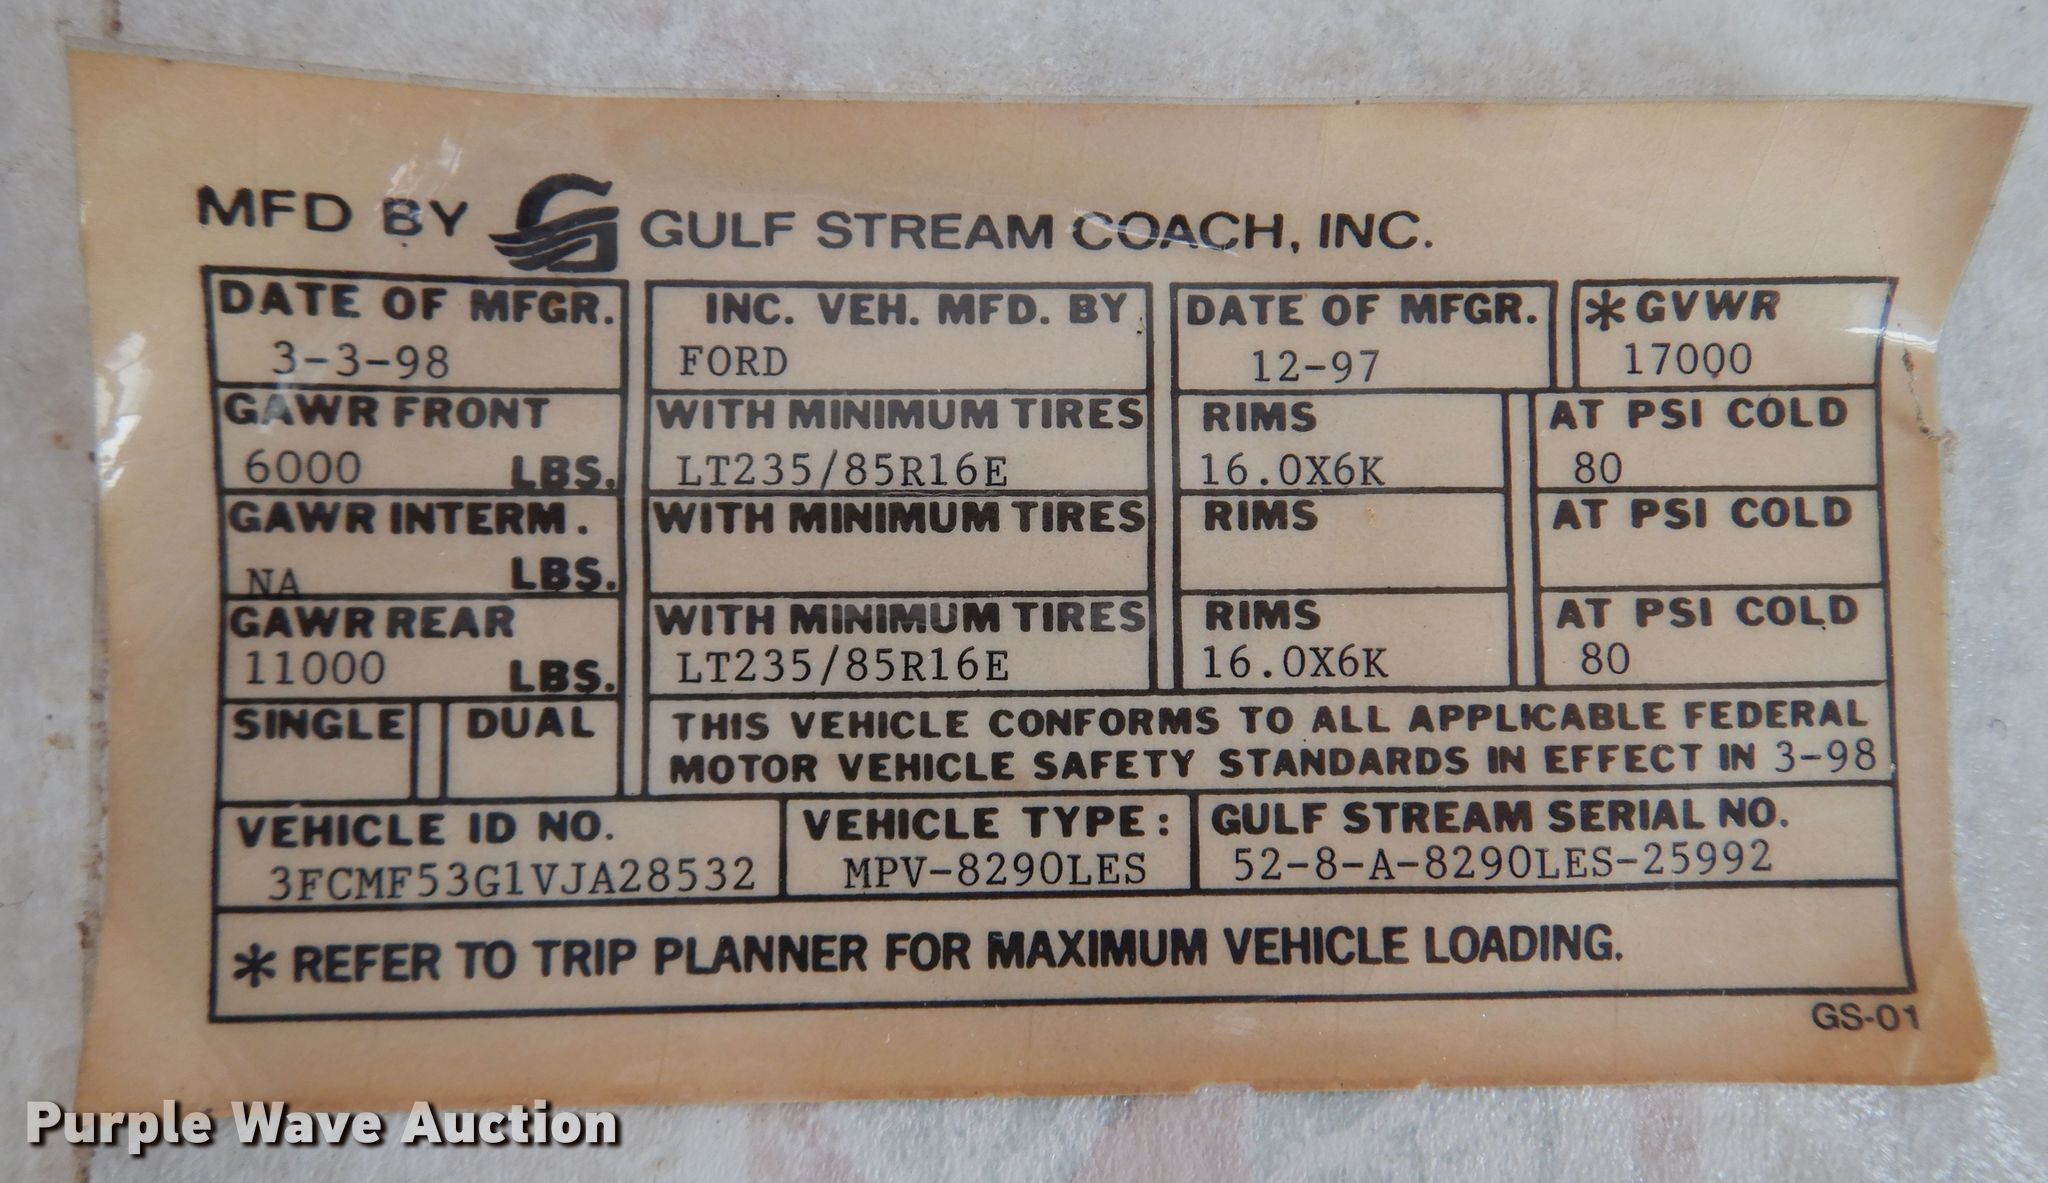 MFD BY GULF STREAM COACH, INC.
DATE OF MFGR. INC. VEH. MFD. BY DATE OF MFGR. *GVWR
3-3-98 FORD 12-97 17000
GAWR FRONT WITH MINIMUM TIRES RIMS AT PSI COLD
6000 LBS. LT235/85R16E 16.0X6K 80
GAWR INTERM. WITH MINIMUM TIRES RIMS AT PSI COLD
NA LBS.
GAWR REAR WITH MINIMUM TIRES RIMS AT PSI COLD
11000 LBS. LT235/85R16E 16.0X6K 80
SINGLE DUAL THIS VEHICLE CONFORMS TO ALL APPLICABLE FEDERAL
MOTOR VEHICLE SAFETY STANDARDS IN EFFECT IN 3-98
VEHICLE ID NO. VEHICLE TYPE: GULF STREAM SERIAL NO.
3FCMF53G1VJA28532 MPV-8290LES 52-8-A-8290LES-25992
* REFER TO TRIP PLANNER FOR MAXIMUM VEHICLE LOADING.
GS-01
Purple Wave Auction